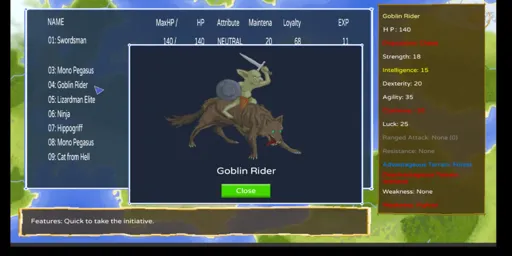 NAME MaxHP / HP Attribute Maintena Loyalty EXP
01: Swordsman 140 / 140 NEUTRAL 20 68 11
03: Mono Pegasus
04: Goblin Rider
05: Lizardman Elite
06: Ninja
07: Hippogriff
08: Mono Pegasus
09: Cat from Hell
Goblin Rider
Close
Features: Quick to take the initiative.
Goblin Rider
H P : 140
Strength: 18
Intelligence: 15
Dexterity: 20
Agility: 35
Luck: 25
Ranged Attack: None (0)
Resistance: None
Weakness: None